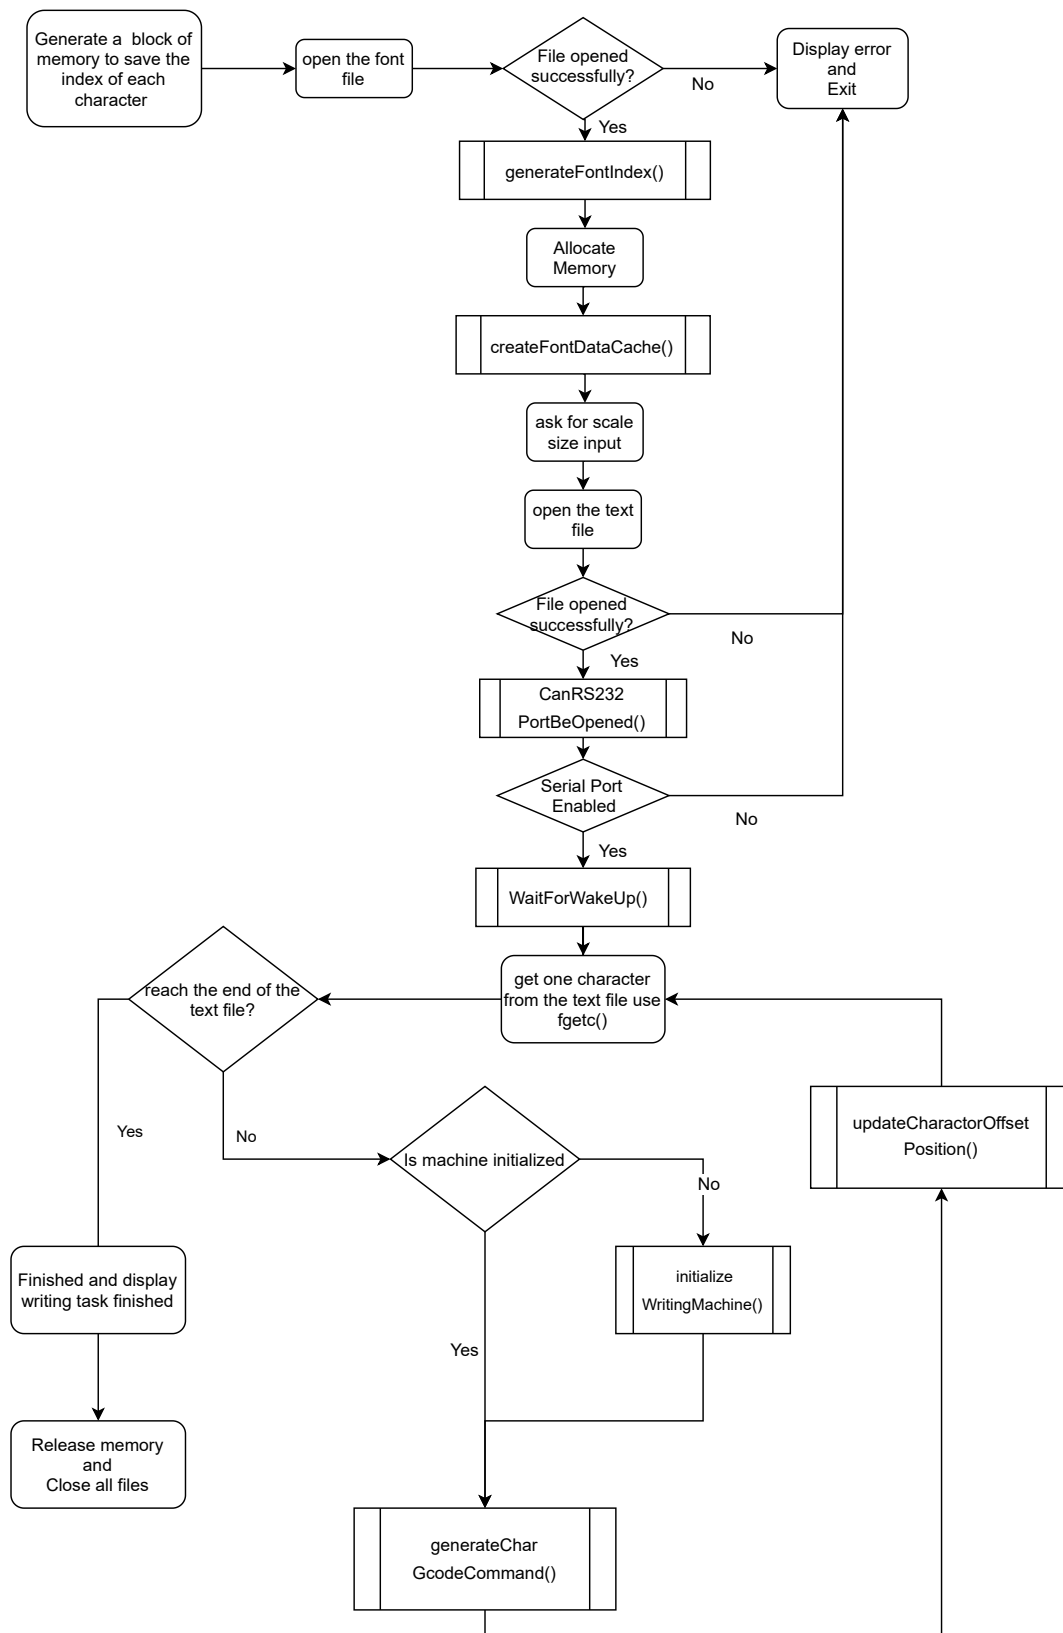 Generate a block of
memory to save the
index of each
character
open the font
file
File opened
successfully?
No
Display error
and
Exit
Yes
generateFontIndex()
Allocate
Memory
createFontDataCache()
ask for scale
size input
open the text
file
File opened
successfully?
No
Yes
CanRS232
PortBeOpened()
Serial Port
Enabled
No
Yes
WaitForWakeUp()
get one character
from the text file use
fgetc()
reach the end of the
text file?
Yes
No
Is machine initialized
No
updateCharactorOffset
Position()
Finished and display
writing task finished
initialize
WritingMachine()
Yes
Release memory
and
Close all files
generateChar
GcodeCommand()